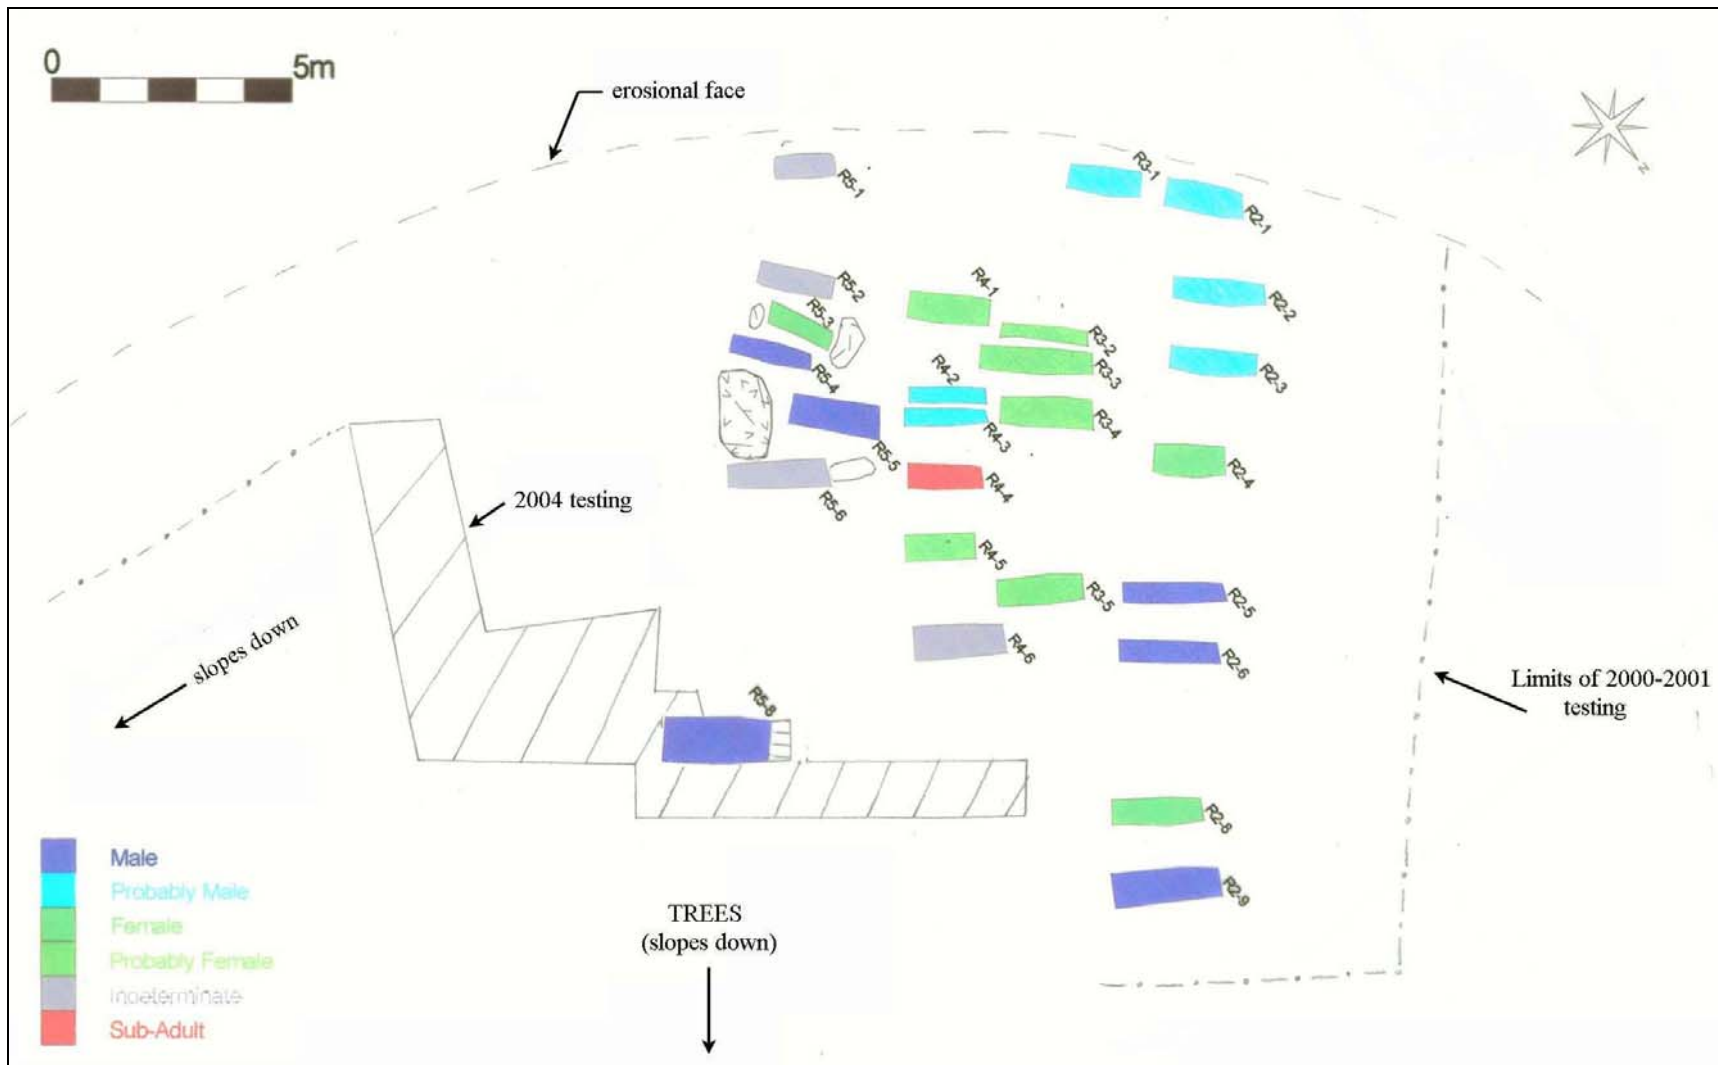 0 5m
erosional face
N
R5-1
R3-1
R2-1
R5-2
R4-1
R2-2
R5-3
R3-2
R5-4
R4-2
R3-3
R2-3
R5-5
R4-3
R3-4
R5-6
R4-4
R2-4
2004 testing
R4-5
R3-5
R2-5
slopes down
R4-6
R2-6
R5-8
Limits of 2000-2001
testing
R2-8
R2-9
Male
Probably Male
Female
Probably Female
Indeterminate
Sub-Adult
TREES
(slopes down)